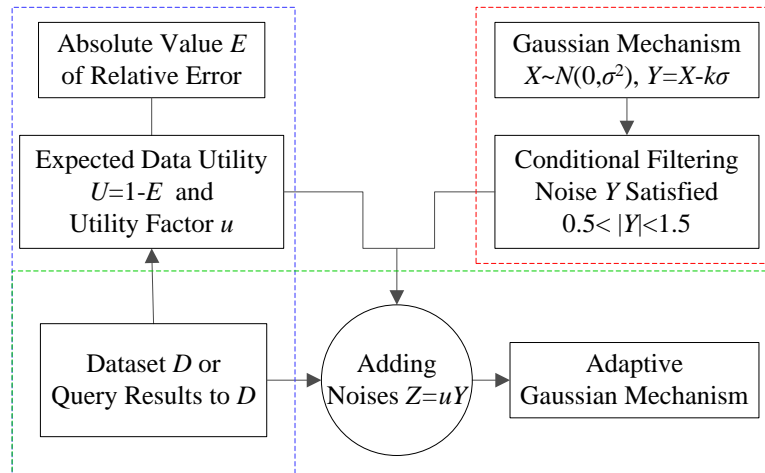 Absolute Value E
of Relative Error
Gaussian Mechanism
X~N(0,σ²), Y=X-kσ
Expected Data Utility
U=1-E and
Utility Factor u
Conditional Filtering
Noise Y Satisfied
0.5< |Y|<1.5
Dataset D or
Query Results to D
Adding
Noises Z=uY
Adaptive
Gaussian Mechanism